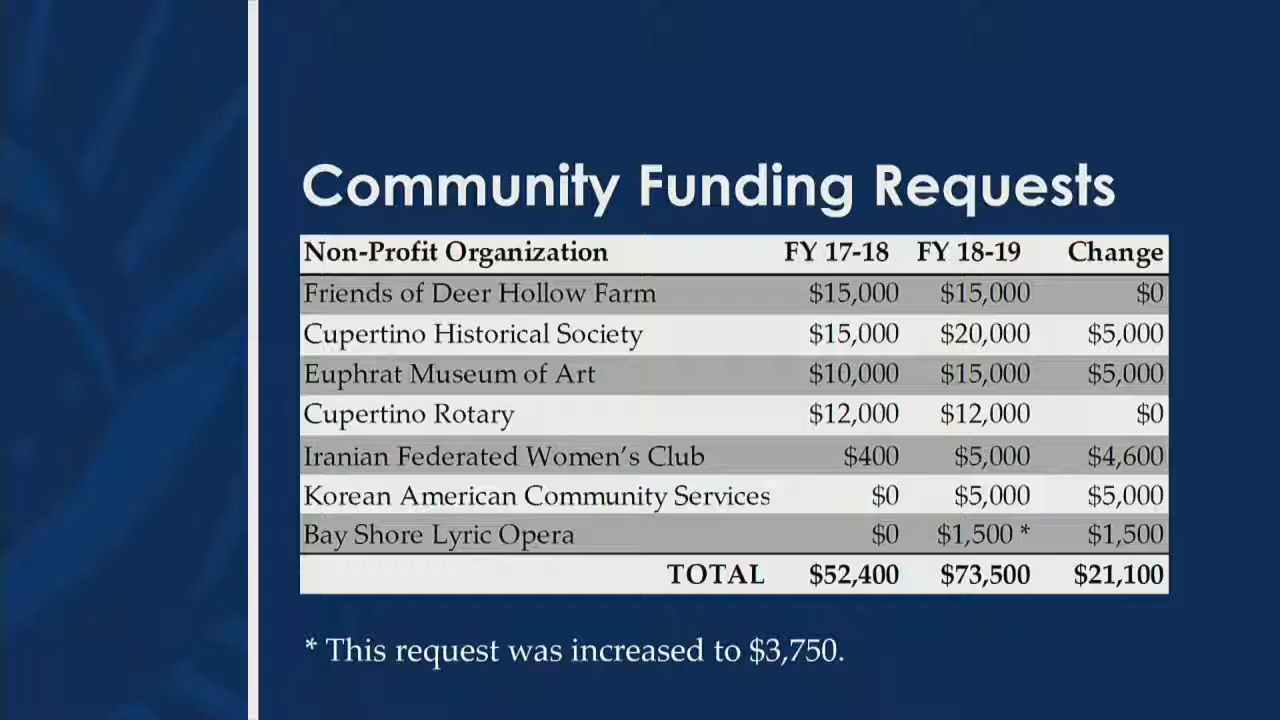 Community Funding Requests
Non-Profit Organization FY 17-18 FY 18-19 Change
Friends of Deer Hollow Farm $15,000 $15,000 $0
Cupertino Historical Society $15,000 $20,000 $5,000
Euphrat Museum of Art $10,000 $15,000 $5,000
Cupertino Rotary $12,000 $12,000 $0
Iranian Federated Women’s Club $400 $5,000 $4,600
Korean American Community Services $0 $5,000 $5,000
Bay Shore Lyric Opera $0 $1,500 * $1,500
TOTAL $52,400 $73,500 $21,100
* This request was increased to $3,750.